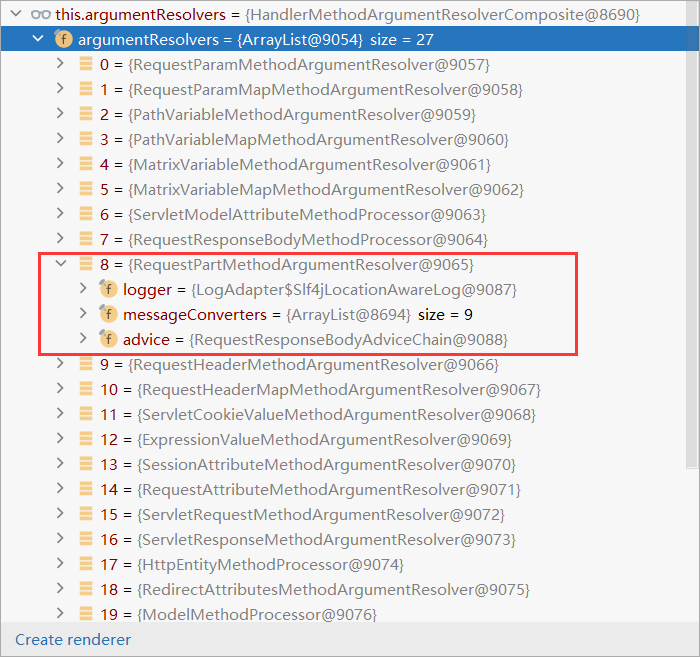 this.argumentResolvers = {HandlerMethodArgumentResolverComposite@8690}
f argumentResolvers = {ArrayList@9054} size = 27
0 = {RequestParamMethodArgumentResolver@9057}
1 = {RequestParamMapMethodArgumentResolver@9058}
2 = {PathVariableMethodArgumentResolver@9059}
3 = {PathVariableMapMethodArgumentResolver@9060}
4 = {MatrixVariableMethodArgumentResolver@9061}
5 = {MatrixVariableMapMethodArgumentResolver@9062}
6 = {ServletModelAttributeMethodProcessor@9063}
7 = {RequestResponseBodyMethodProcessor@9064}
8 = {RequestPartMethodArgumentResolver@9065}
f logger = {LogAdapter$Slf4jLocationAwareLog@9087}
f messageConverters = {ArrayList@8694} size = 9
f advice = {RequestResponseBodyAdviceChain@9088}
9 = {RequestHeaderMethodArgumentResolver@9066}
10 = {RequestHeaderMapMethodArgumentResolver@9067}
11 = {ServletCookieValueMethodArgumentResolver@9068}
12 = {ExpressionValueMethodArgumentResolver@9069}
13 = {SessionAttributeMethodArgumentResolver@9070}
14 = {RequestAttributeMethodArgumentResolver@9071}
15 = {ServletRequestMethodArgumentResolver@9072}
16 = {ServletResponseMethodArgumentResolver@9073}
17 = {HttpEntityMethodProcessor@9074}
18 = {RedirectAttributesMethodArgumentResolver@9075}
19 = {ModelMethodProcessor@9076}
Create renderer